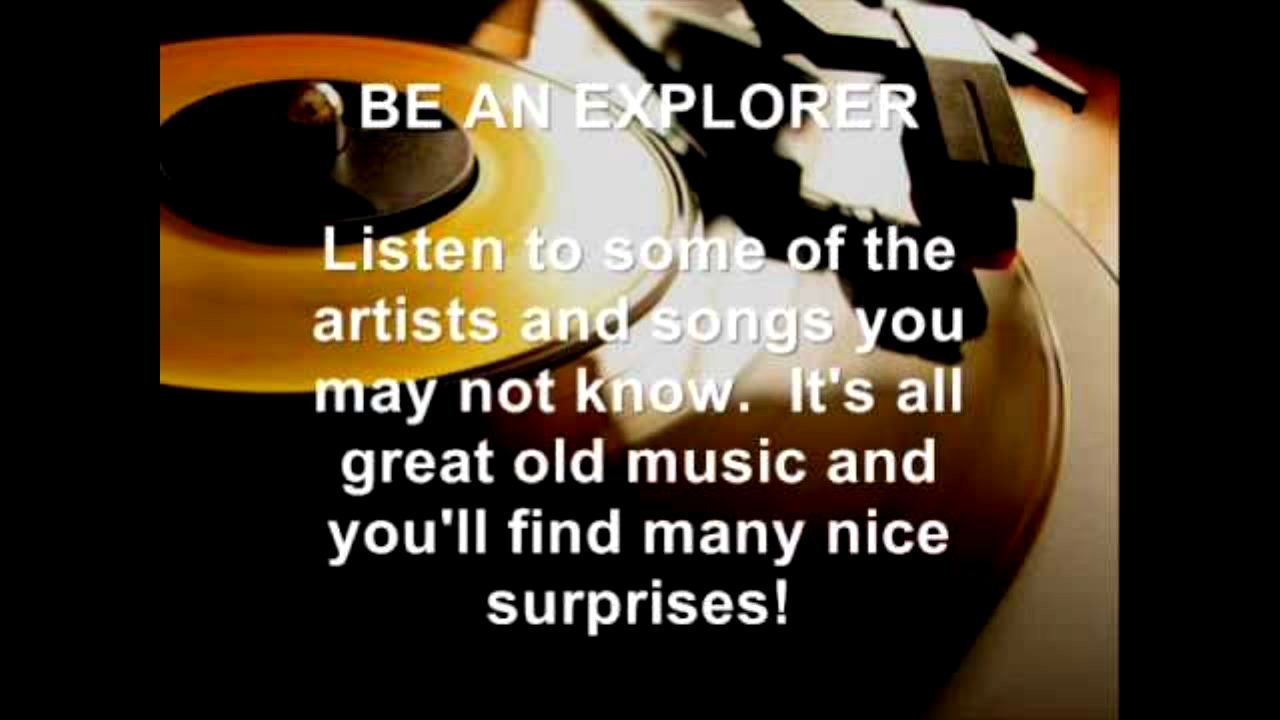 BE AN EXPLORER
Listen to some of the
artists and songs you
may not know.  It's all
great old music and
you'll find many nice
surprises!